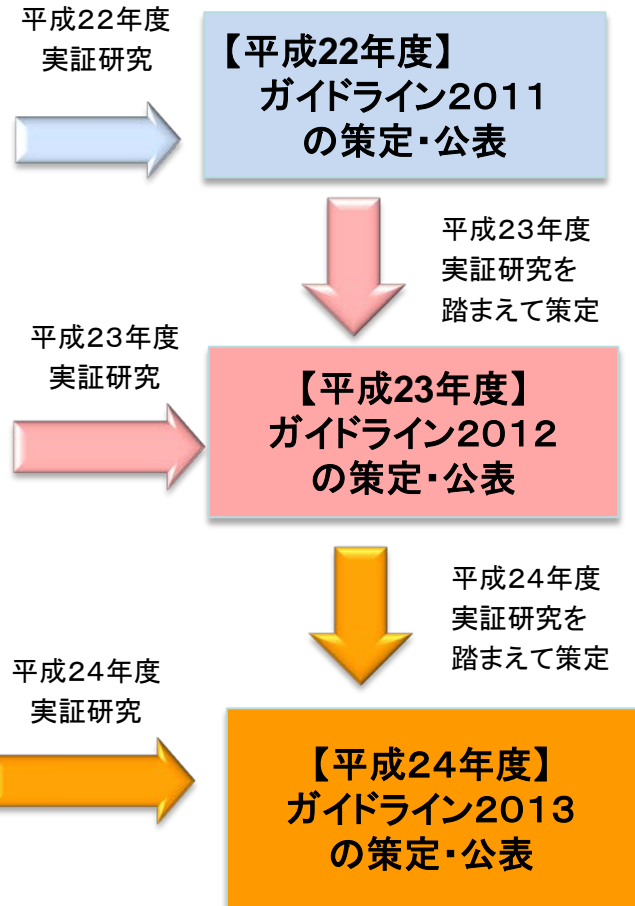 平成22年度
実証研究
【平成22年度】
ガイドライン2011
の策定・公表
平成23年度
実証研究を
踏まえて策定
平成23年度
実証研究
【平成23年度】
ガイドライン2012
の策定・公表
平成24年度
実証研究を
踏まえて策定
平成24年度
実証研究
【平成24年度】
ガイドライン2013
の策定・公表